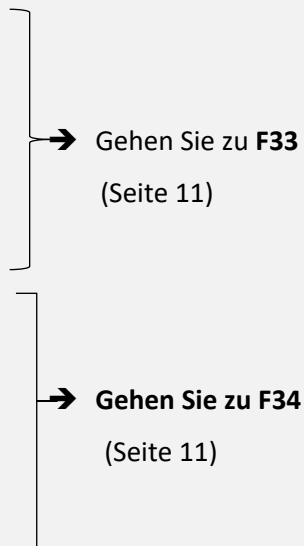 ➔ Gehen Sie zu F33
(Seite 11)
➔ Gehen Sie zu F34
(Seite 11)